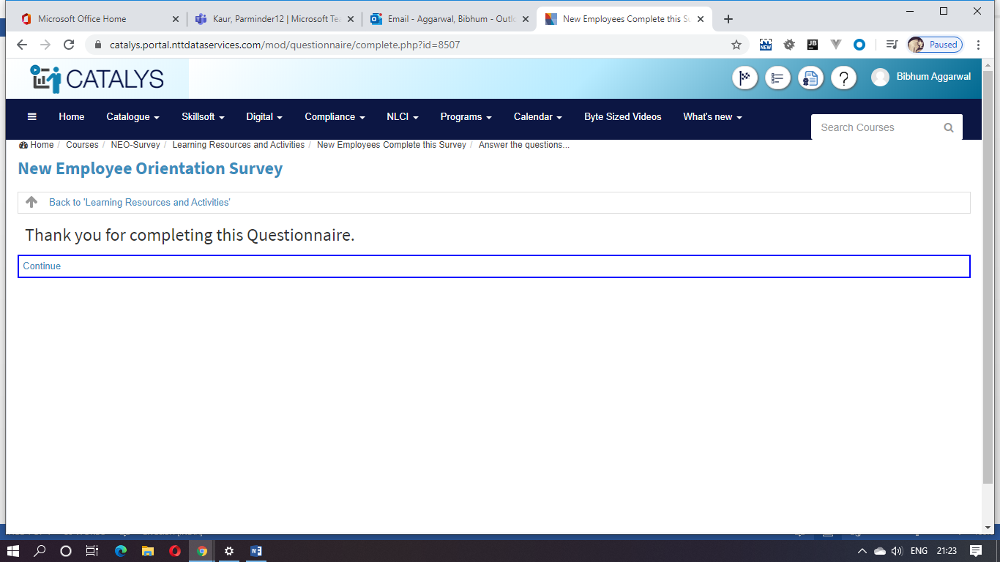 Microsoft Office Home
Kaur, Parminder12 | Microsoft Tea
Email - Aggarwal, Bibhum - Outlo
New Employees Complete this Su
catalys.portal.nttdataservices.com/mod/questionnaire/complete.php?id=8507
NEW
JB
Paused
CATALYS
?
Bibhum Aggarwal
Home
Catalogue
Skillsoft
Digital
Compliance
NLCI
Programs
Calendar
Byte Sized Videos
What's new
Search Courses
Home / Courses / NEO-Survey / Learning Resources and Activities / New Employees Complete this Survey / Answer the questions...
New Employee Orientation Survey
Back to 'Learning Resources and Activities'
Thank you for completing this Questionnaire.
Continue
ENG 21:23